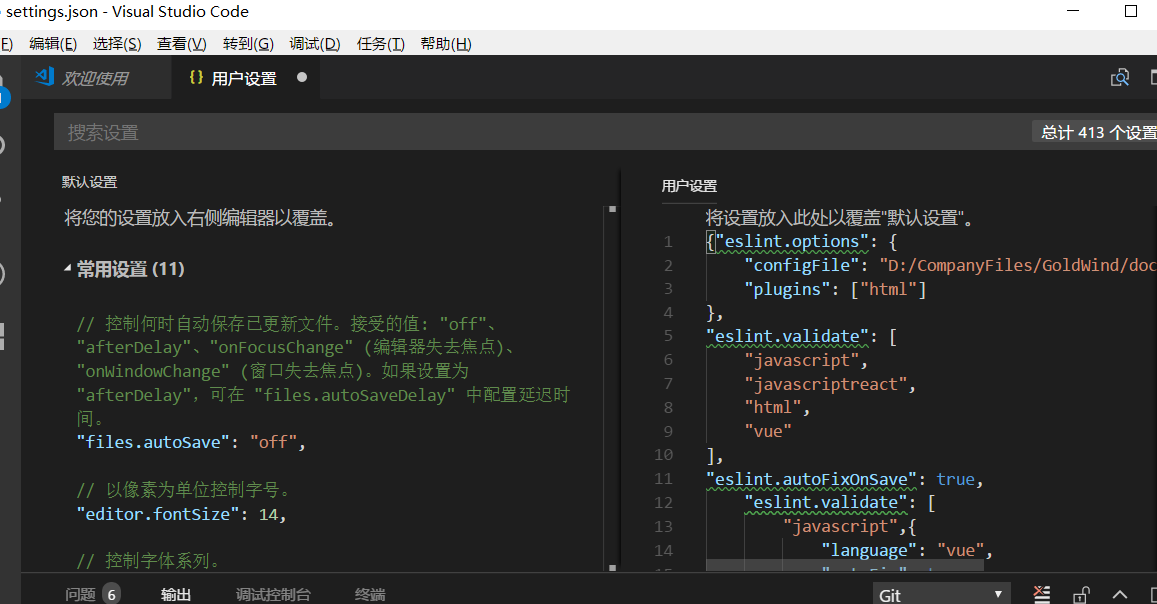 settings.json - Visual Studio Code
F) 编辑(E) 选择(S) 查看(V) 转到(G) 调试(D) 任务(T) 帮助(H)
欢迎使用 {} 用户设置 ●
搜索设置 总计 413 个设置
默认设置
将您的设置放入右侧编辑器以覆盖。
常用设置 (11)
// 控制何时自动保存已更新文件。接受的值: "off"、
"afterDelay"、"onFocusChange" (编辑器失去焦点)、
"onWindowChange" (窗口失去焦点)。如果设置为
"afterDelay"，可在 "files.autoSaveDelay" 中配置延迟时
间。
"files.autoSave": "off",
// 以像素为单位控制字号。
"editor.fontSize": 14,
// 控制字体系列。
用户设置
将设置放入此处以覆盖"默认设置"。
1 {"eslint.options": {
2 "configFile": "D:/CompanyFiles/GoldWind/doc
3 "plugins": ["html"]
4 },
5 "eslint.validate": [
6 "javascript",
7 "javascriptreact",
8 "html",
9 "vue"
10 ],
11 "eslint.autoFixOnSave": true,
12 "eslint.validate": [
13 "javascript",{
14 "language": "vue",
问题 6 输出 调试控制台 终端 Git